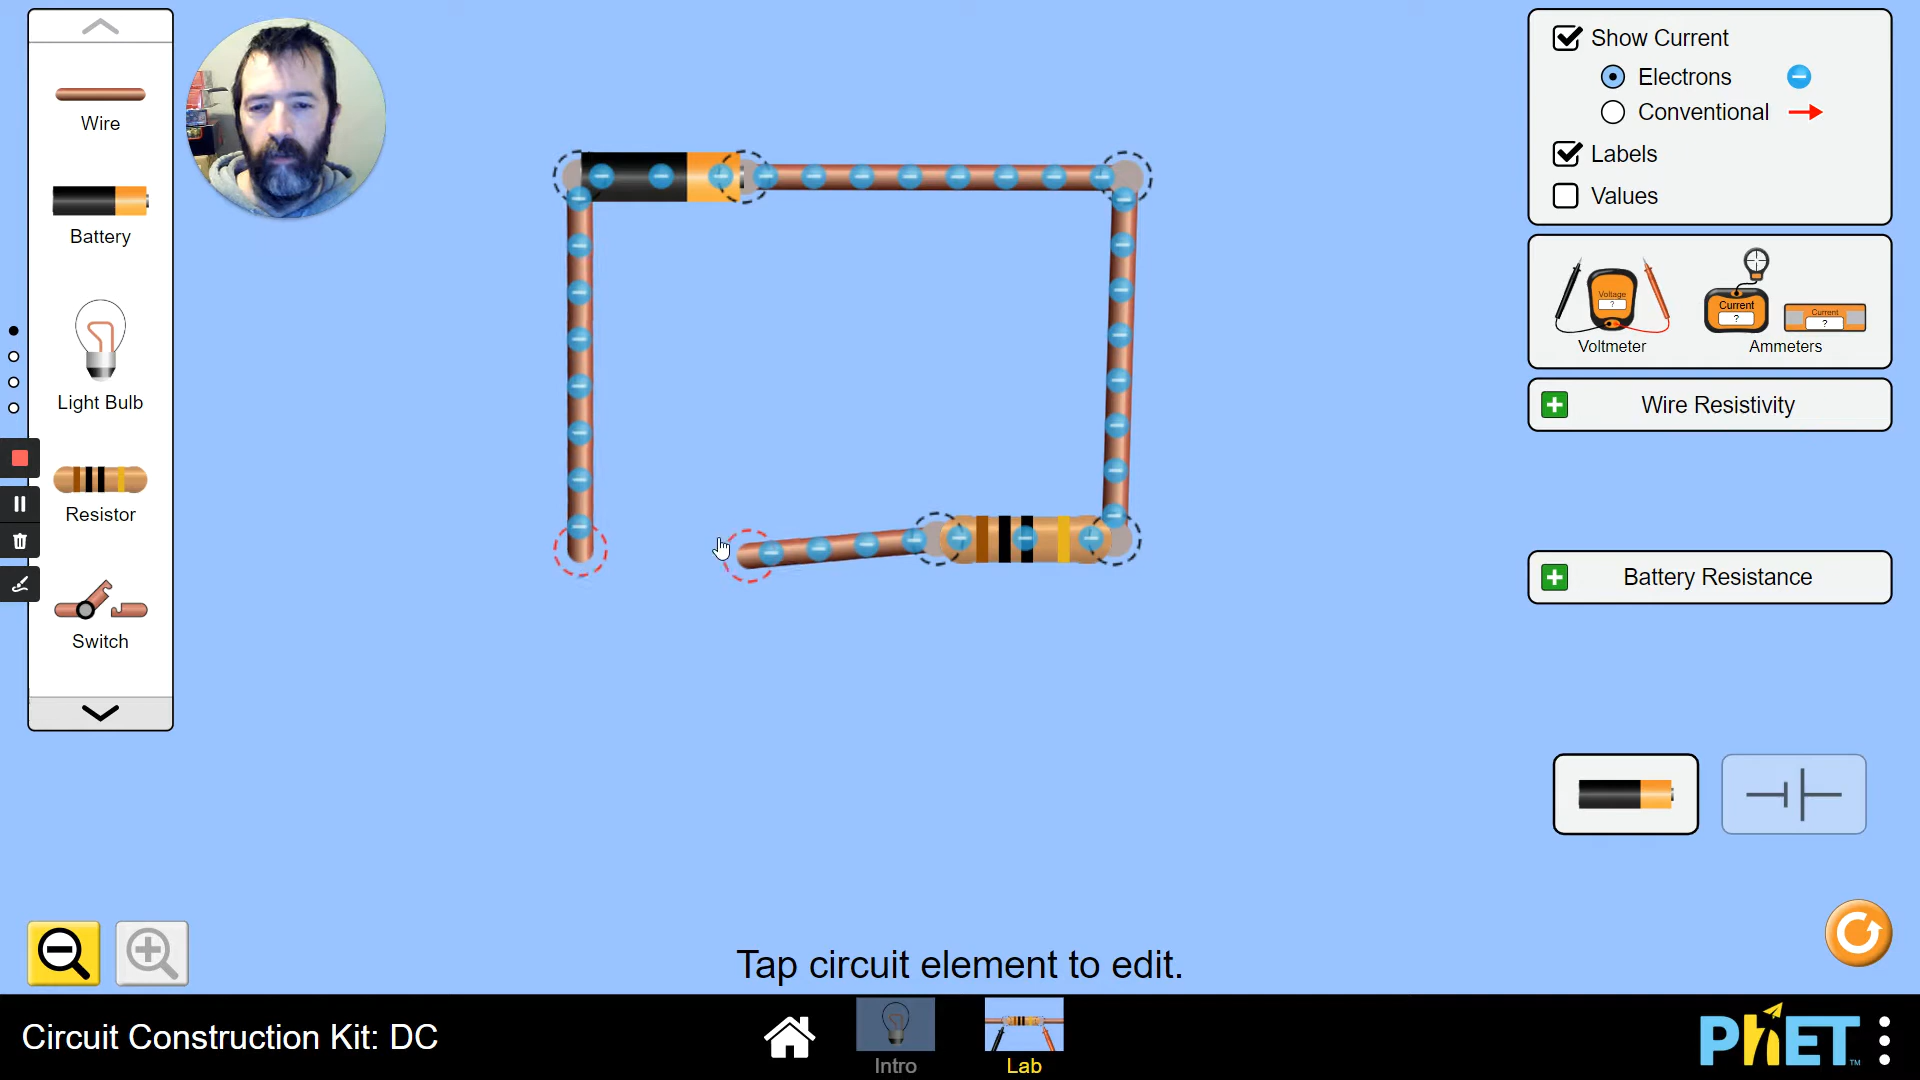 Wire
Battery
Light Bulb
Resistor
Switch
Show Current
Electrons
Conventional
Labels
Values
Voltage
?
Current
?
Current
?
Voltmeter
Ammeters
Wire Resistivity
Battery Resistance
Tap circuit element to edit.
Circuit Construction Kit: DC
Intro
Lab
PhET™